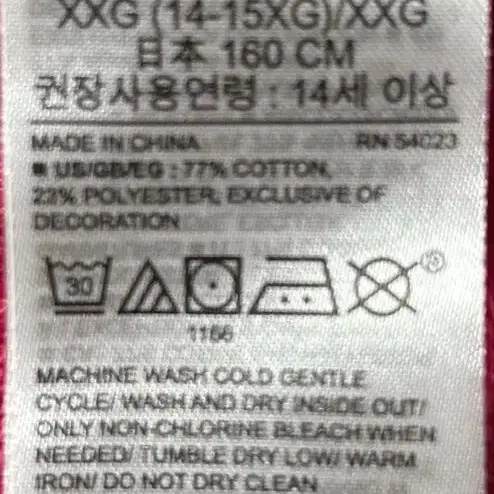 XXG (14-15XG)/XXG
日本 160 CM
권장사용연령 : 14세 이상
MADE IN CHINA RN 54023
■ US/GB/EG : 77% COTTON,
23% POLYESTER, EXCLUSIVE OF
DECORATION
30
1166
MACHINE WASH COLD GENTLE
CYCLE/ WASH AND DRY INSIDE OUT/
ONLY NON-CHLORINE BLEACH WHEN
NEEDED/ TUMBLE DRY LOW/ WARM
IRON/ DO NOT DRY CLEAN